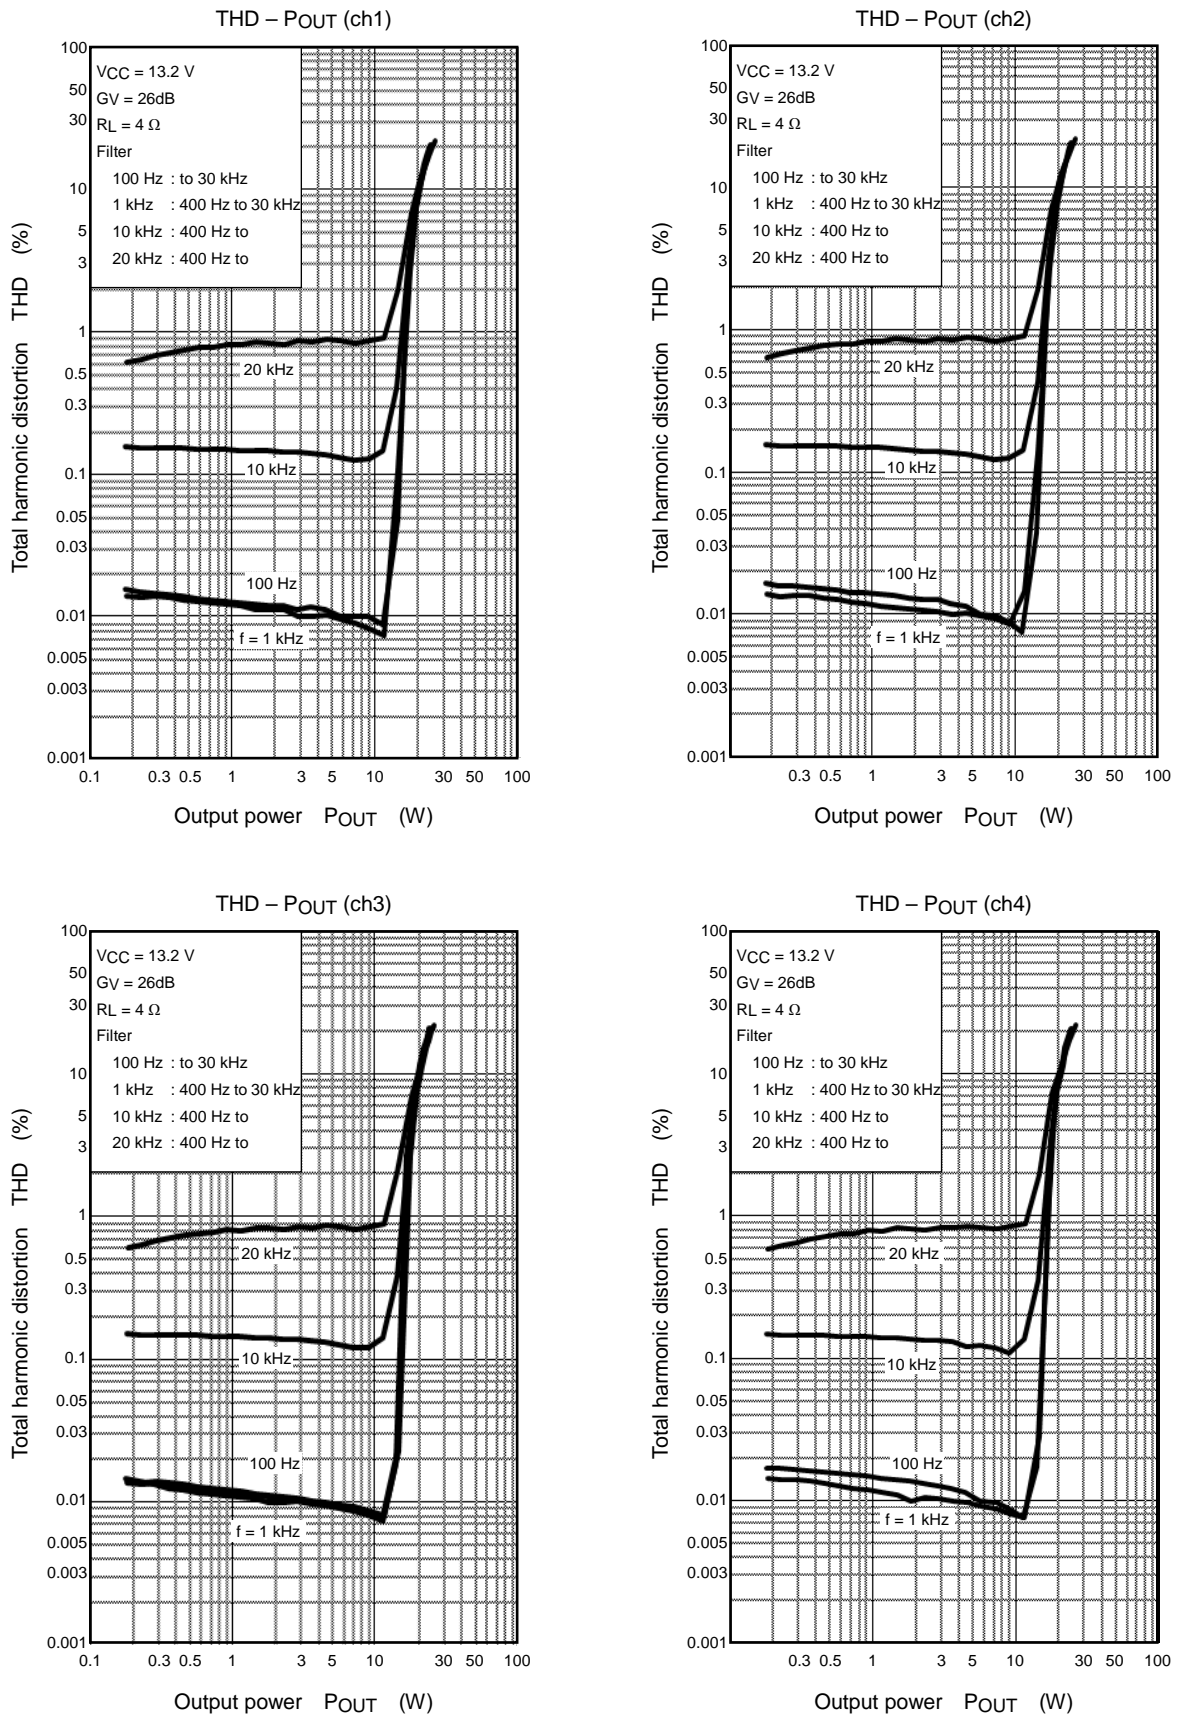 THD – POUT (ch1)
100
50
30
10
5
3
1
0.5
0.3
0.1
0.05
0.03
0.01
0.005
0.003
0.001
Total harmonic distortion THD (%)
VCC = 13.2 V
GV = 26dB
RL = 4 Ω
Filter
100 Hz : to 30 kHz
1 kHz : 400 Hz to 30 kHz
10 kHz : 400 Hz to
20 kHz : 400 Hz to
20 kHz
10 kHz
100 Hz
f = 1 kHz
0.1 0.3 0.5 1 3 5 10 30 50 100
Output power POUT (W)
THD – POUT (ch2)
100
50
30
10
5
3
1
0.5
0.3
0.1
0.05
0.03
0.01
0.005
0.003
0.001
Total harmonic distortion THD (%)
VCC = 13.2 V
GV = 26dB
RL = 4 Ω
Filter
100 Hz : to 30 kHz
1 kHz : 400 Hz to 30 kHz
10 kHz : 400 Hz to
20 kHz : 400 Hz to
20 kHz
10 kHz
100 Hz
f = 1 kHz
0.3 0.5 1 3 5 10 30 50 100
Output power POUT (W)
THD – POUT (ch3)
100
50
30
10
5
3
1
0.5
0.3
0.1
0.05
0.03
0.01
0.005
0.003
0.001
Total harmonic distortion THD (%)
VCC = 13.2 V
GV = 26dB
RL = 4 Ω
Filter
100 Hz : to 30 kHz
1 kHz : 400 Hz to 30 kHz
10 kHz : 400 Hz to
20 kHz : 400 Hz to
20 kHz
10 kHz
100 Hz
f = 1 kHz
0.1 0.3 0.5 1 3 5 10 30 50 100
Output power POUT (W)
THD – POUT (ch4)
100
50
30
10
5
3
1
0.5
0.3
0.1
0.05
0.03
0.01
0.005
0.003
0.001
Total harmonic distortion THD (%)
VCC = 13.2 V
GV = 26dB
RL = 4 Ω
Filter
100 Hz : to 30 kHz
1 kHz : 400 Hz to 30 kHz
10 kHz : 400 Hz to
20 kHz : 400 Hz to
20 kHz
10 kHz
100 Hz
f = 1 kHz
0.3 0.5 1 3 5 10 30 50 100
Output power POUT (W)